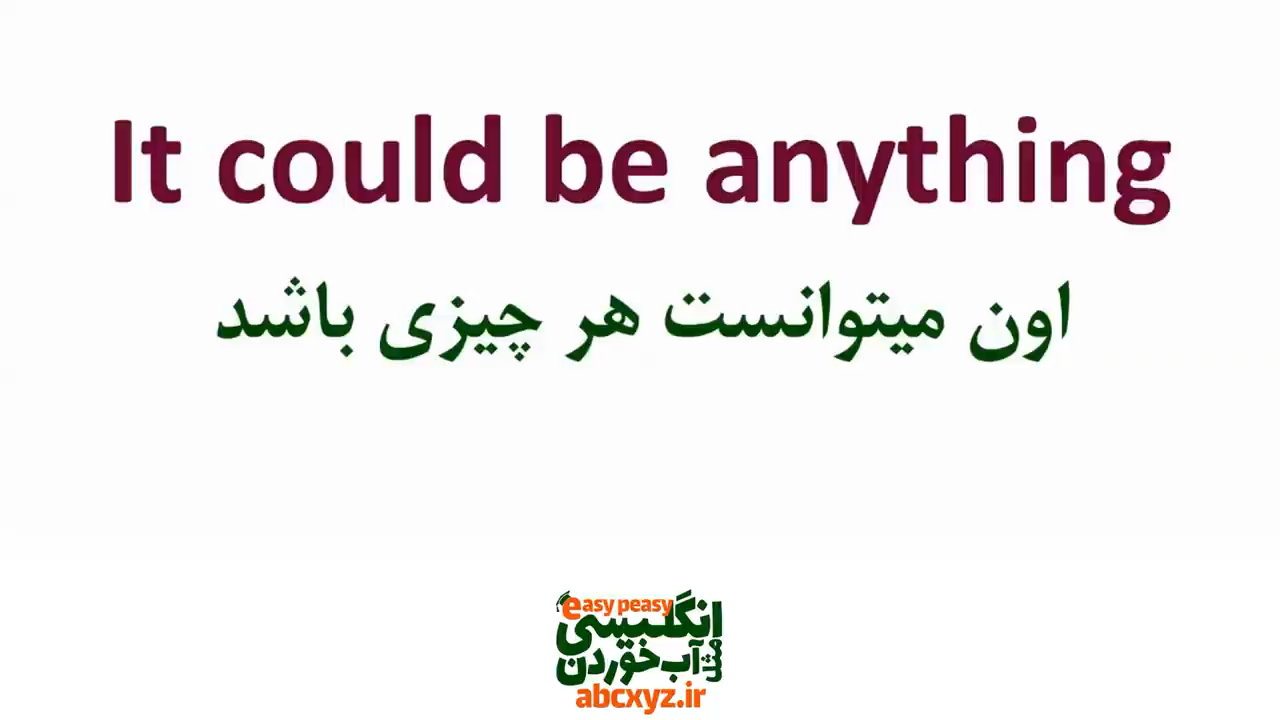 It could be anything
اون میتوانست هر چیزی باشد
easy peasy
انگلیسی
مثل آب خوردن
abcxyz.ir